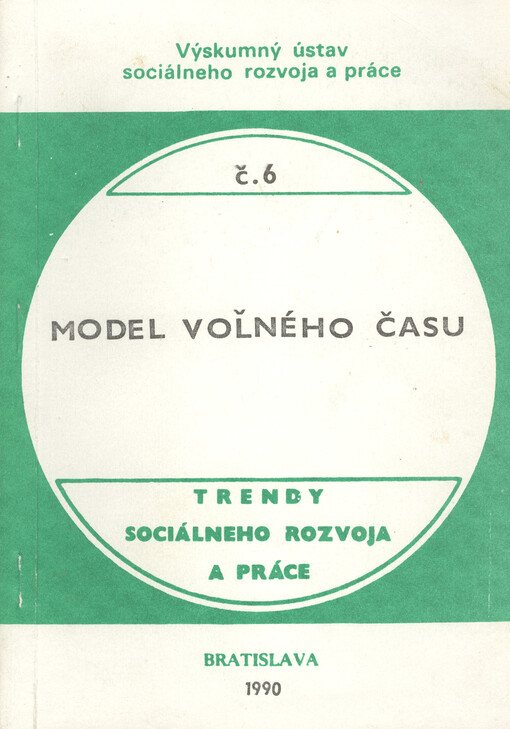 Výskumný ústav
sociálneho rozvoja a práce
č.6
MODEL VOĽNÉHO ČASU
TRENDY
SOCIÁLNEHO ROZVOJA
A PRÁCE
BRATISLAVA
1990